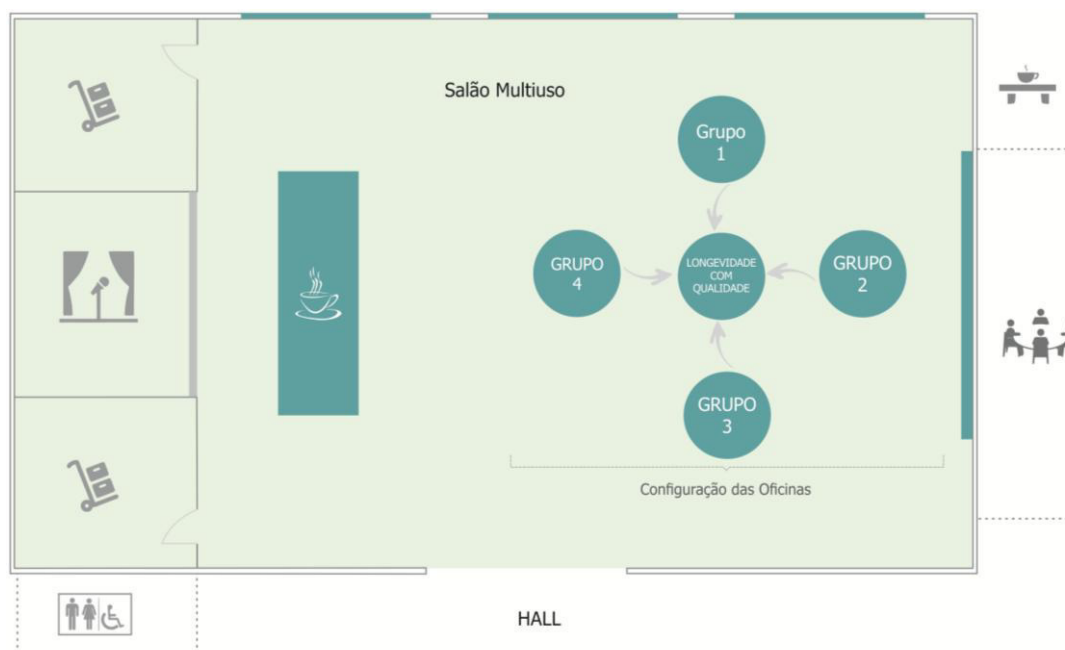 Salão Multiuso
Grupo
1
GRUPO
4
LONGEVIDADE
COM
QUALIDADE
GRUPO
2
GRUPO
3
Configuração das Oficinas
HALL